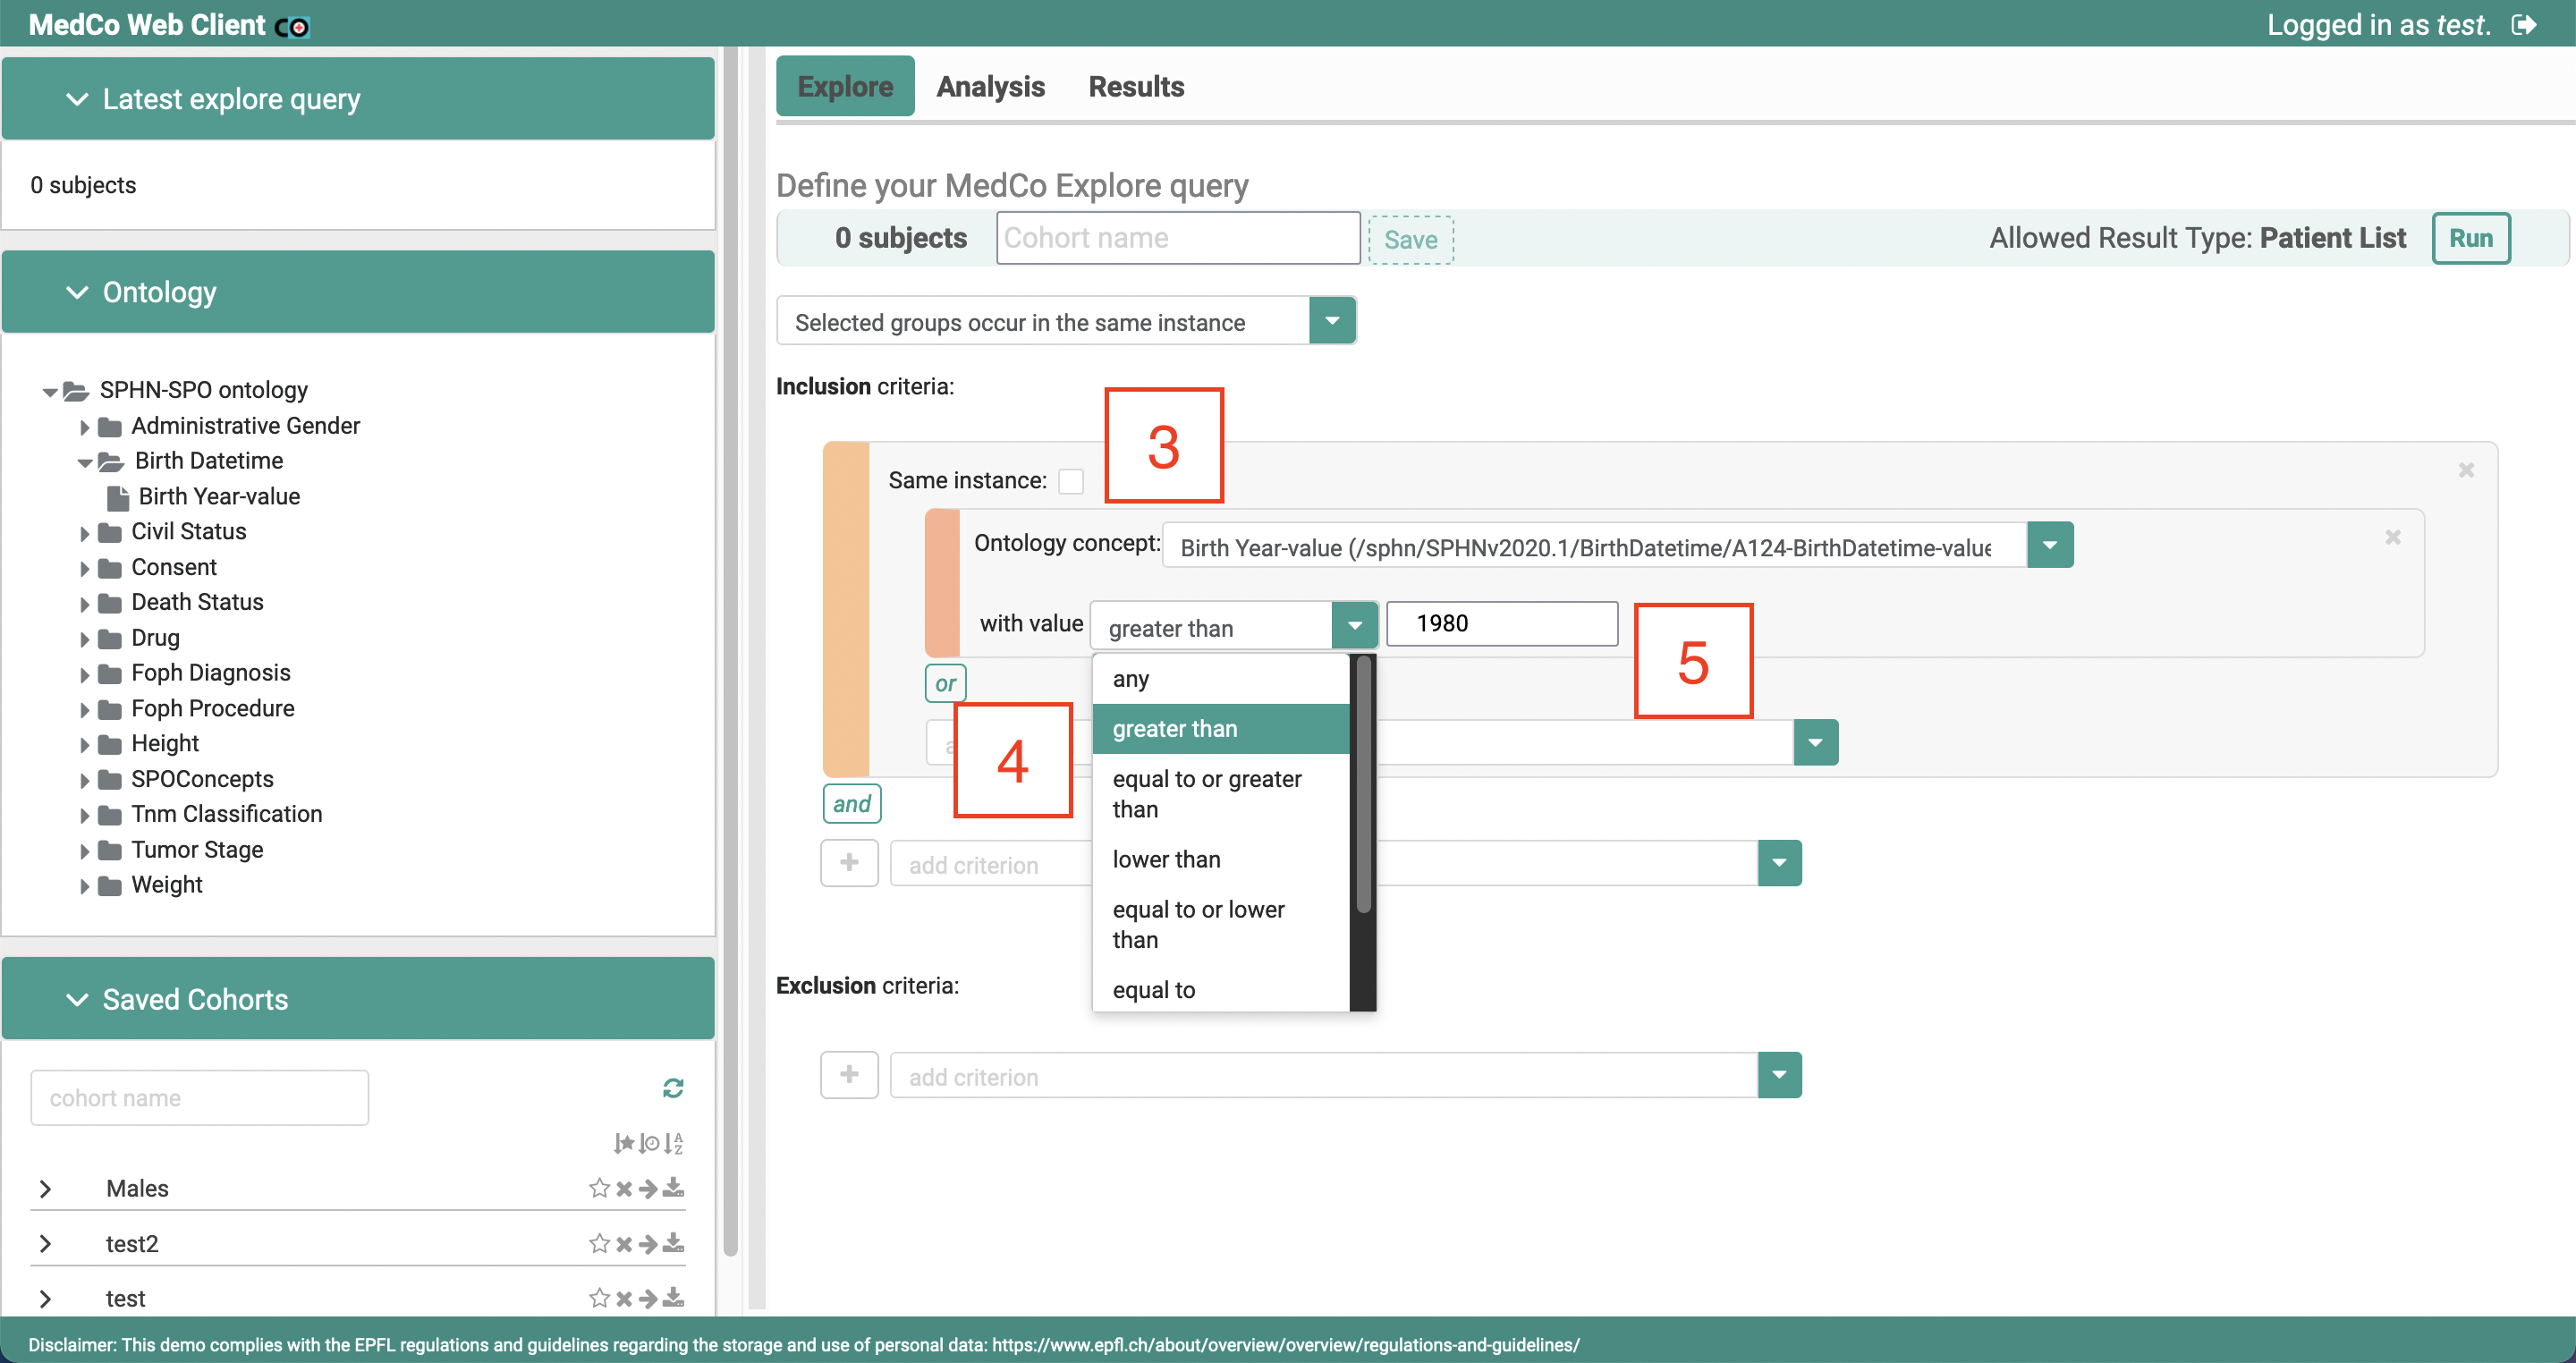 MedCo Web Client
Logged in as test.
Latest explore query
0 subjects
Ontology
SPHN-SPO ontology
Administrative Gender
Birth Datetime
Birth Year-value
Civil Status
Consent
Death Status
Drug
Foph Diagnosis
Foph Procedure
Height
SPOConcepts
Tnm Classification
Tumor Stage
Weight
Saved Cohorts
cohort name
Males
test2
test
Explore Analysis Results
Define your MedCo Explore query
0 subjects Cohort name Save Allowed Result Type: Patient List Run
Selected groups occur in the same instance
Inclusion criteria:
3
Same instance:
Ontology concept: Birth Year-value (/sphn/SPHNv2020.1/BirthDatetime/A124-BirthDatetime-value
with value greater than 1980
5
any
or
greater than
4
equal to or greater
than
and
lower than
add criterion
equal to or lower
than
equal to
Exclusion criteria:
add criterion
Disclaimer: This demo complies with the EPFL regulations and guidelines regarding the storage and use of personal data: https://www.epfl.ch/about/overview/overview/regulations-and-guidelines/